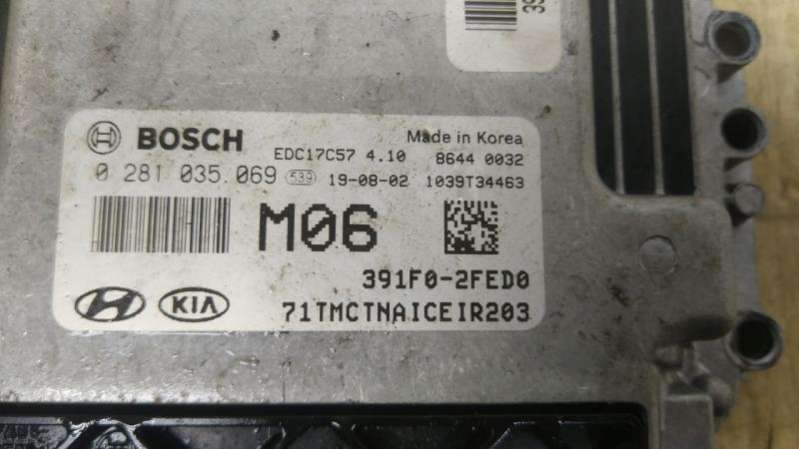 39
BOSCH
Made in Korea
EDC17C57 4.10 8644 0032
0 281 035 069 539 19-08-02 1039T34463
M06
391F0-2FED0
KIA
71TMCTNAICEIR203